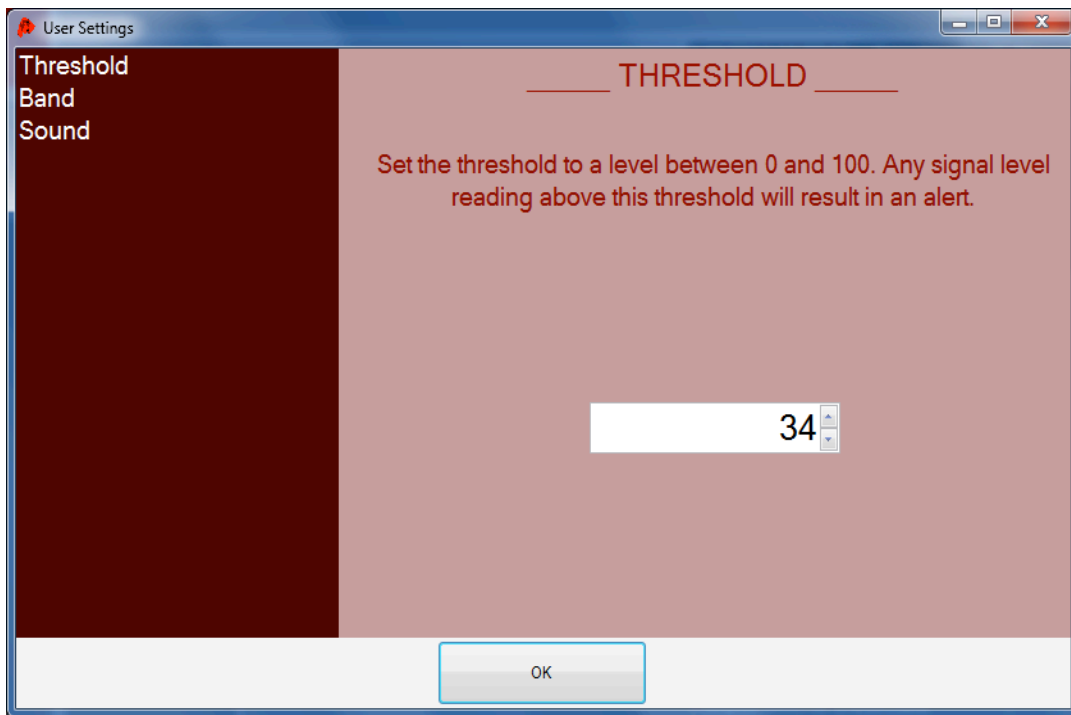 User Settings
Threshold
Band
Sound
_____ THRESHOLD _____
Set the threshold to a level between 0 and 100. Any signal level
reading above this threshold will result in an alert.
34
OK